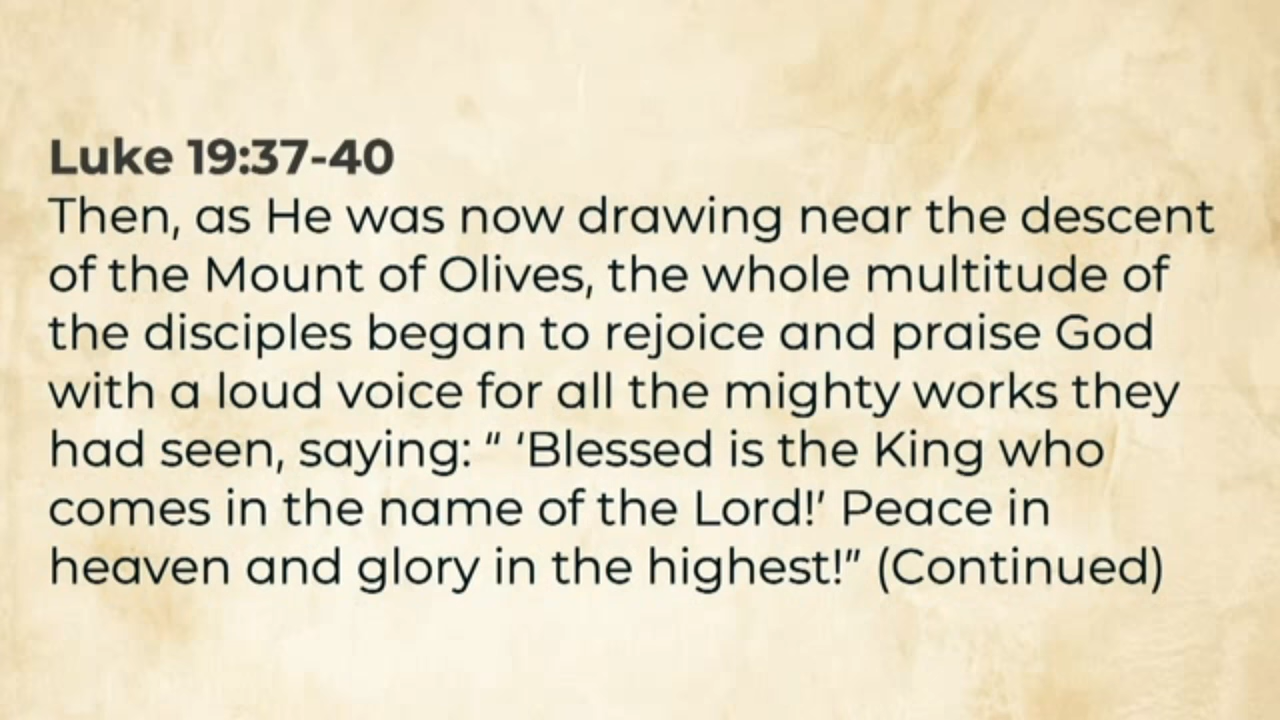 Luke 19:37-40
Then, as He was now drawing near the descent
of the Mount of Olives, the whole multitude of
the disciples began to rejoice and praise God
with a loud voice for all the mighty works they
had seen, saying: “ ‘Blessed is the King who
comes in the name of the Lord!’ Peace in
heaven and glory in the highest!” (Continued)